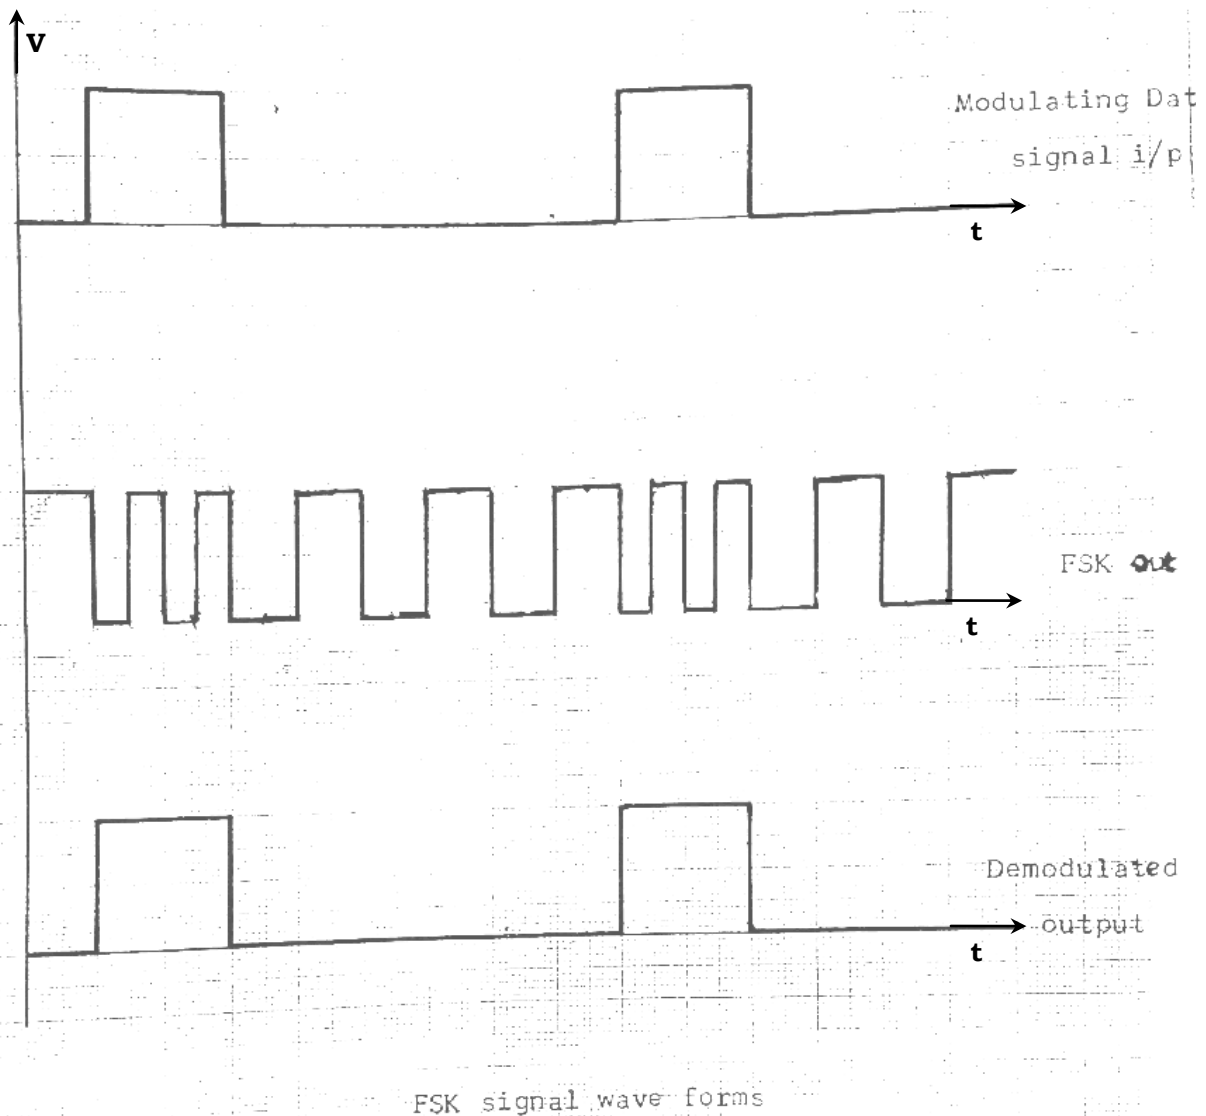 V
Modulating Dat
signal i/p
t
FSK out
t
Demodulated
output
t
FSK signal wave forms